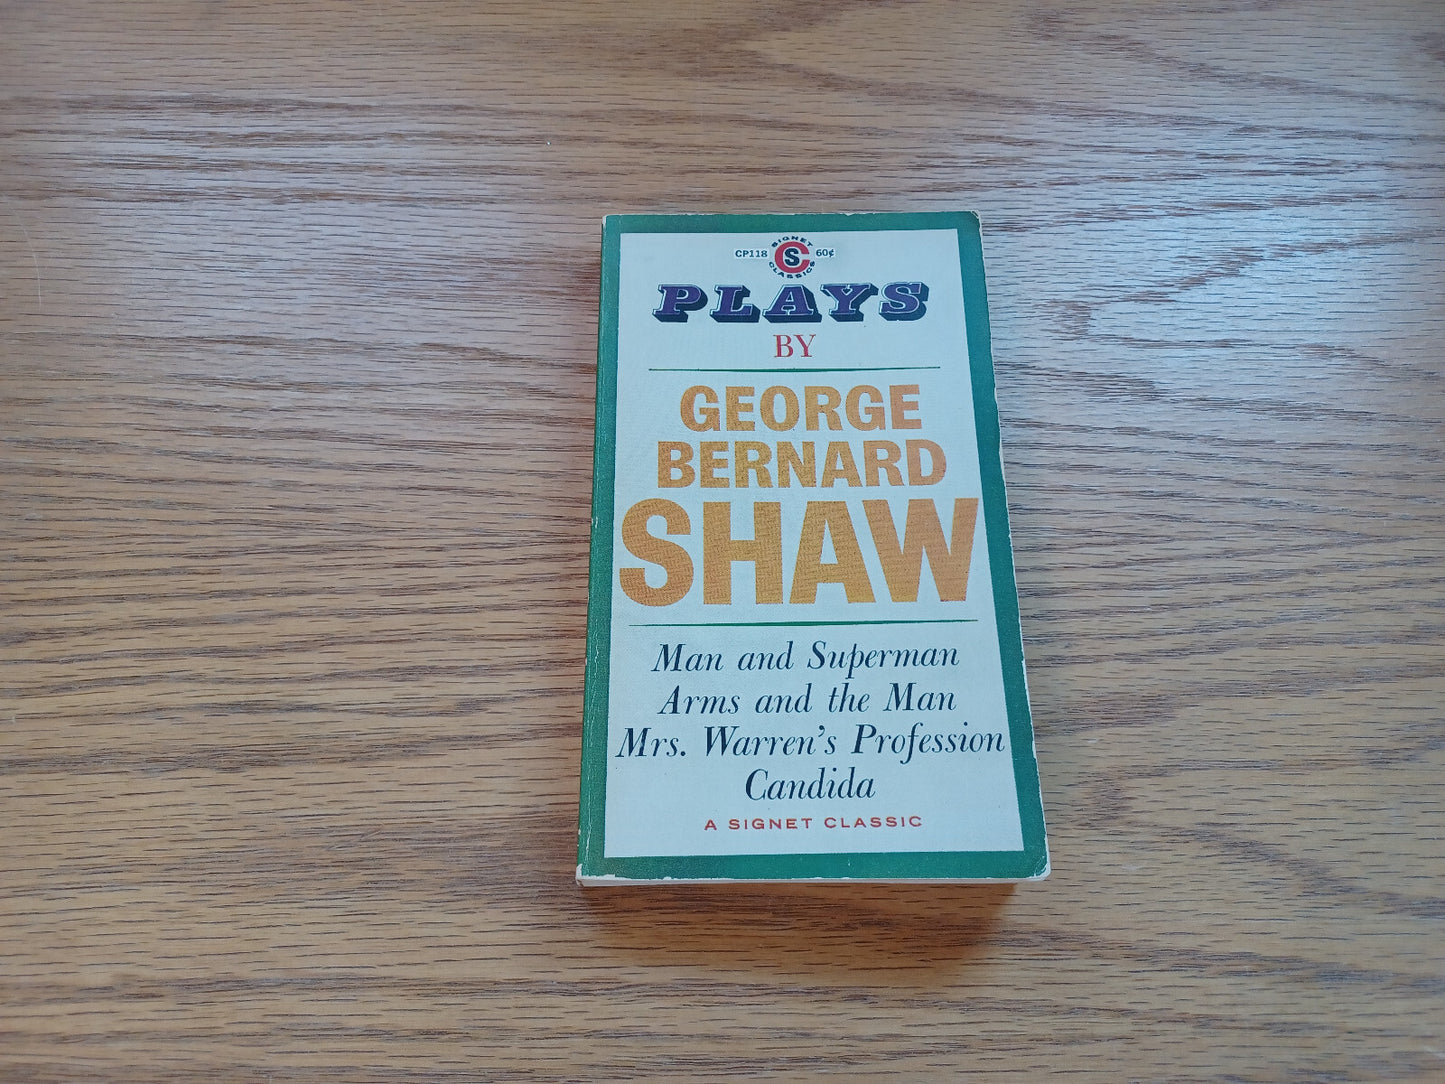 CP118 SIGNET CLASSICS CS 60¢
PLAYS
BY
GEORGE
BERNARD
SHAW
Man and Superman
Arms and the Man
Mrs. Warren's Profession
Candida
A SIGNET CLASSIC